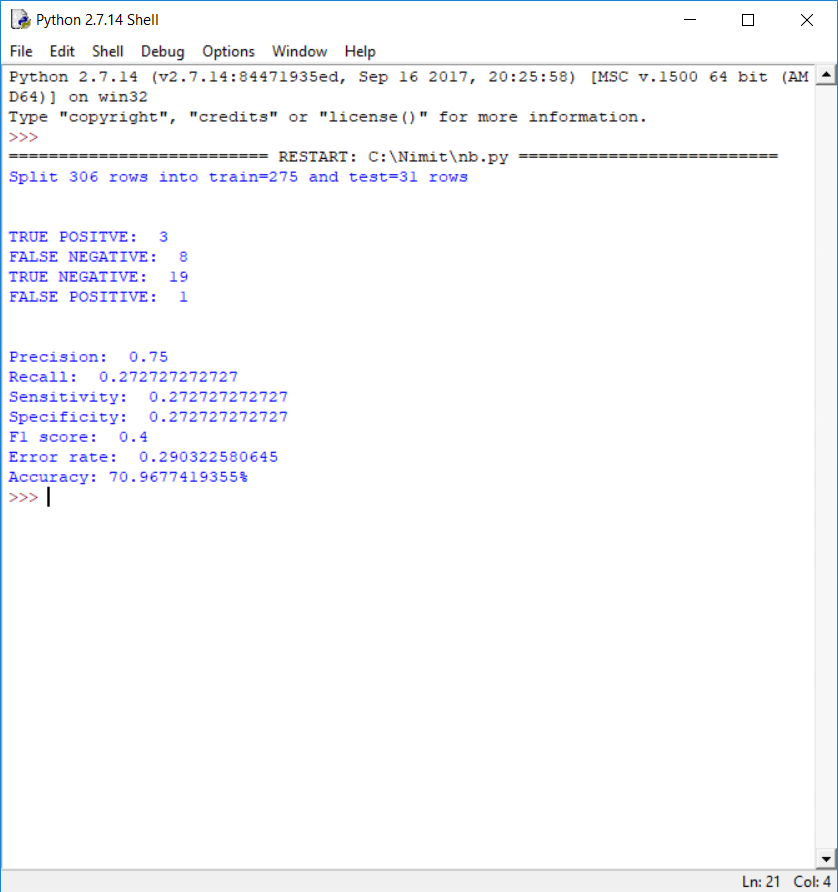 Python 2.7.14 Shell
File Edit Shell Debug Options Window Help
Python 2.7.14 (v2.7.14:84471935ed, Sep 16 2017, 20:25:58) [MSC v.1500 64 bit (AM
D64)] on win32
Type "copyright", "credits" or "license()" for more information.
>>>
========================== RESTART: C:\Nimit\nb.py ==========================
Split 306 rows into train=275 and test=31 rows
TRUE POSITVE:  3
FALSE NEGATIVE:  8
TRUE NEGATIVE:  19
FALSE POSITIVE:  1
Precision:  0.75
Recall:  0.272727272727
Sensitivity:  0.272727272727
Specificity:  0.272727272727
F1 score:  0.4
Error rate:  0.290322580645
Accuracy: 70.9677419355%
>>>
Ln: 21 Col: 4